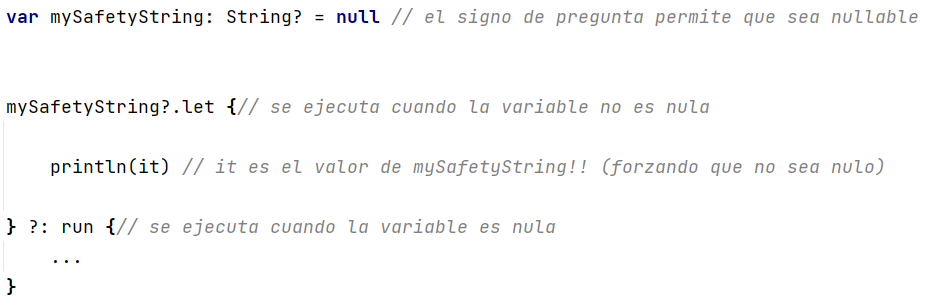 var mySafetyString: String? = null // el signo de pregunta permite que sea nullable
mySafetyString?.let {// se ejecuta cuando la variable no es nula
println(it) // it es el valor de mySafetyString!! (forzando que no sea nulo)
} ?: run {// se ejecuta cuando la variable es nula
...
}